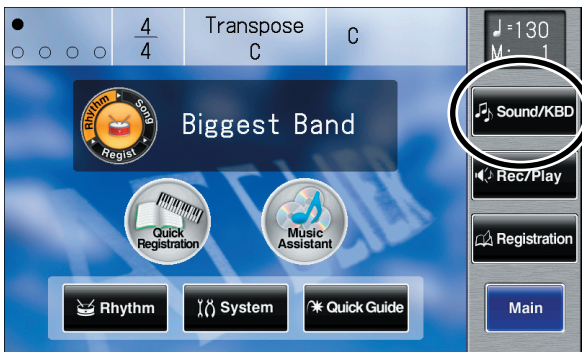 4
4
Transpose
C
C
♩=130
M: 1
Rhythm
Song
Regist
Biggest Band
Sound/KBD
Rec/Play
Quick
Registration
Music
Assistant
Registration
Rhythm
System
Quick Guide
Main
ATELIER